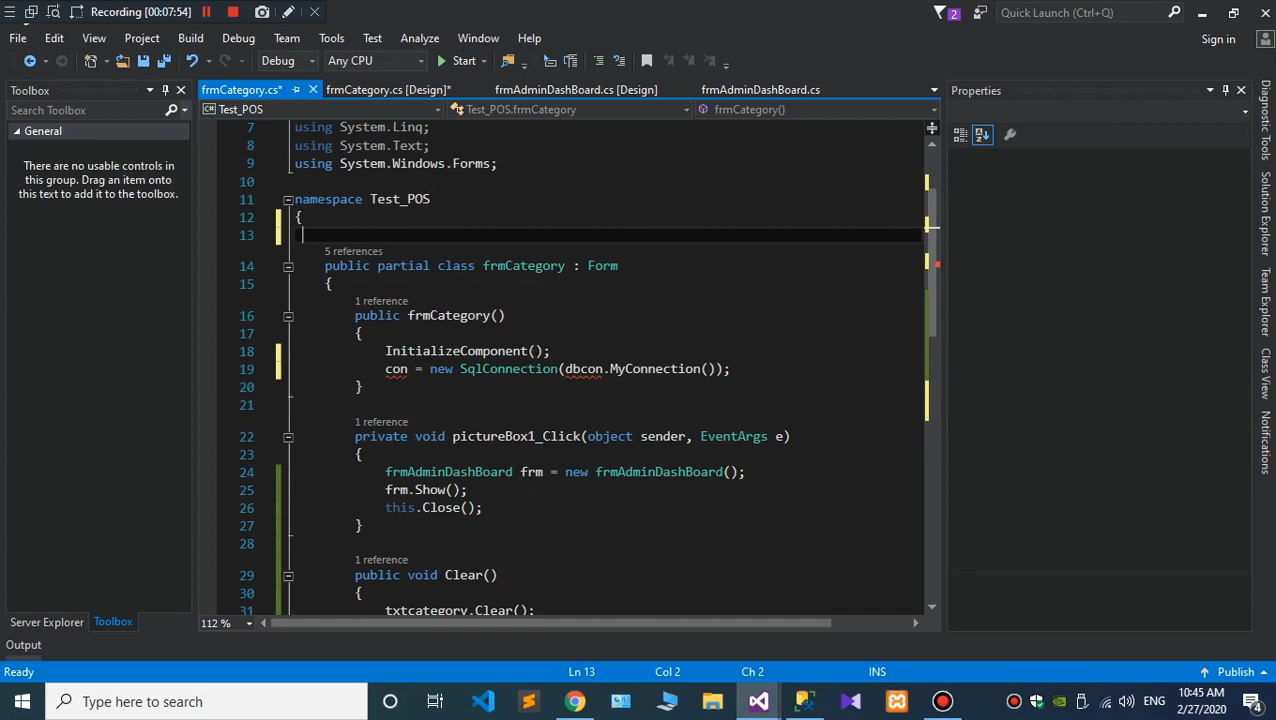 Recording [00:07:54]
2
Quick Launch (Ctrl+Q)
File Edit View Project Build Debug Team Tools Test Analyze Window Help
Sign in
Debug Any CPU Start
Toolbox
frmCategory.cs* frmCategory.cs [Design]* frmAdminDashBoard.cs [Design] frmAdminDashBoard.cs
Properties
Search Toolbox
Test_POS Test_POS.frmCategory frmCategory()
General
There are no usable controls in
this group. Drag an item onto
this text to add it to the toolbox.
7 using System.Linq;
8 using System.Text;
9 using System.Windows.Forms;
10
11 namespace Test_POS
12 {
13
5 references
14 public partial class frmCategory : Form
15 {
1 reference
16 public frmCategory()
17 {
18 InitializeComponent();
19 con = new SqlConnection(dbcon.MyConnection());
20 }
21
1 reference
22 private void pictureBox1_Click(object sender, EventArgs e)
23 {
24 frmAdminDashBoard frm = new frmAdminDashBoard();
25 frm.Show();
26 this.Close();
27 }
28
1 reference
29 public void Clear()
30 {
31 txtcategory.Clear();
Diagnostic Tools
Solution Explorer
Team Explorer
Class View
Notifications
Server Explorer Toolbox
112 %
Output
Ready Ln 13 Col 2 Ch 2 INS Publish
Type here to search
ENG
10:45 AM
2/27/2020
4